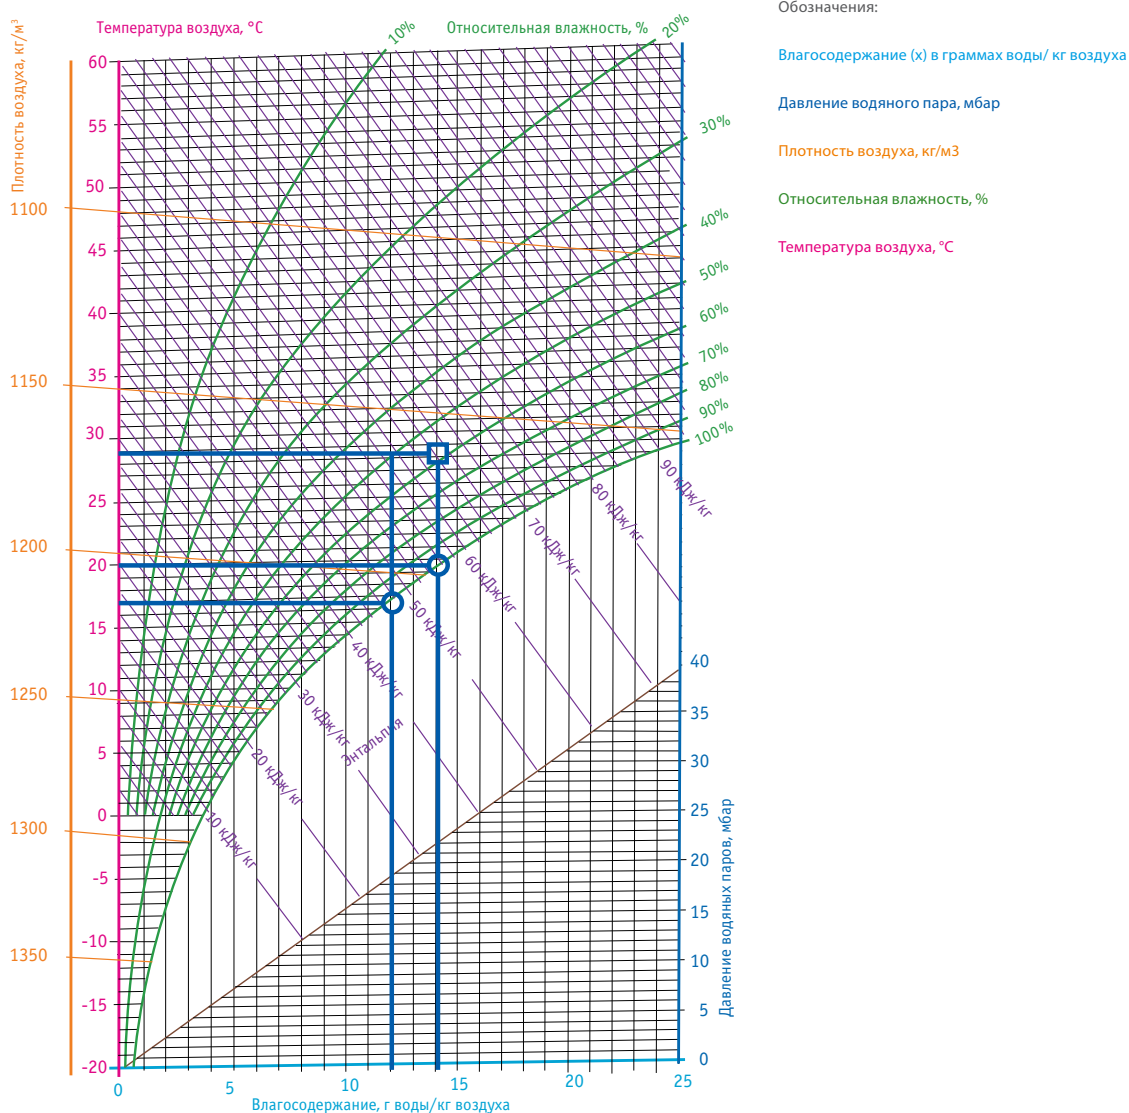 Обозначения:
Температура воздуха, °C
Относительная влажность, %
10%
20%
Влагосодержание (x) в граммах воды/ кг воздуха
Давление водяного пара, мбар
Плотность воздуха, кг/м3
Относительная влажность, %
Температура воздуха, °C
Плотность воздуха, кг/м³
1100
1150
1200
1250
1300
1350
60
55
50
45
40
35
30
25
20
15
10
5
0
-5
-10
-15
-20
30%
40%
50%
60%
70%
80%
90%
100%
90 кДж/кг
80 кДж/кг
70 кДж/кг
60 кДж/кг
50 кДж/кг
40 кДж/кг
30 кДж/кг
Энтальпия
20 кДж/кг
10 кДж/кг
40
35
30
25
20
15
10
5
0
Давление водяных паров, мбар
0
5
10
15
20
25
Влагосодержание, г воды/кг воздуха